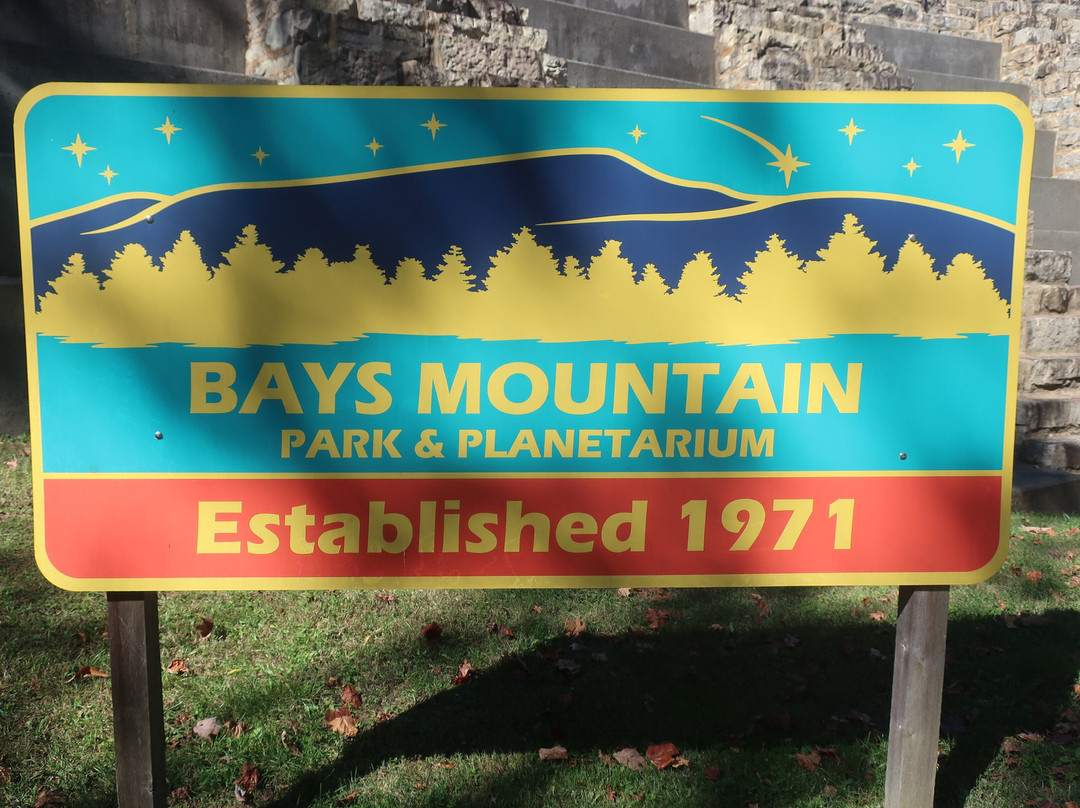 BAYS MOUNTAIN
PARK & PLANETARIUM
Established 1971